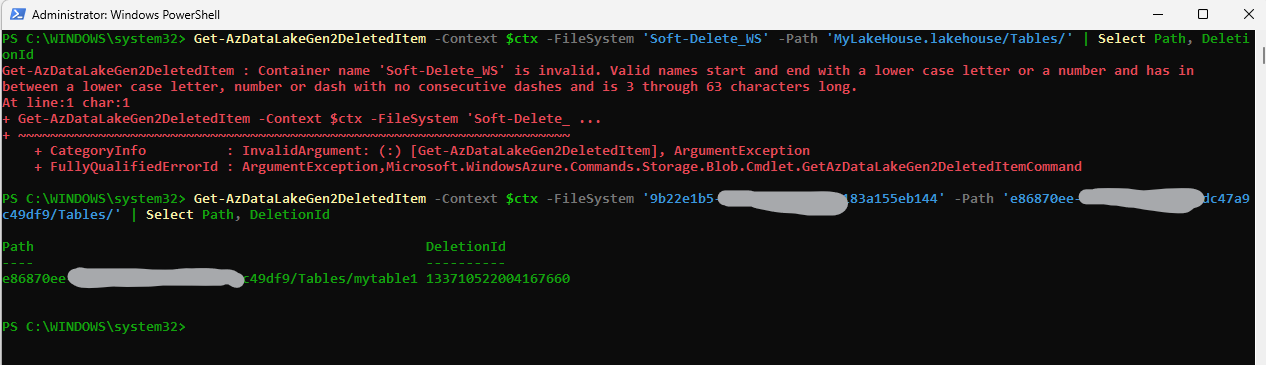 Administrator: Windows PowerShell
PS C:\WINDOWS\system32> Get-AzDataLakeGen2DeletedItem -Context $ctx -FileSystem 'Soft-Delete_WS' -Path 'MyLakeHouse.lakehouse/Tables/' | Select Path, Deleti
onId
Get-AzDataLakeGen2DeletedItem : Container name 'Soft-Delete_WS' is invalid. Valid names start and end with a lower case letter or a number and has in
between a lower case letter, number or dash with no consecutive dashes and is 3 through 63 characters long.
At line:1 char:1
+ Get-AzDataLakeGen2DeletedItem -Context $ctx -FileSystem 'Soft-Delete_ ...
+ ~~~~~~~~~~~~~~~~~~~~~~~~~~~~~~~~~~~~~~~~~~~~~~~~~~~~~~~~~~~~~~~~~~~~~
+ CategoryInfo : InvalidArgument: (:) [Get-AzDataLakeGen2DeletedItem], ArgumentException
+ FullyQualifiedErrorId : ArgumentException,Microsoft.WindowsAzure.Commands.Storage.Blob.Cmdlet.GetAzDataLakeGen2DeletedItemCommand
PS C:\WINDOWS\system32> Get-AzDataLakeGen2DeletedItem -Context $ctx -FileSystem '9b22e1b5- 183a155eb144' -Path 'e86870ee- dc47a9
c49df9/Tables/' | Select Path, DeletionId
Path DeletionId
---- ----------
e86870ee c49df9/Tables/mytable1 133710522004167660
PS C:\WINDOWS\system32>